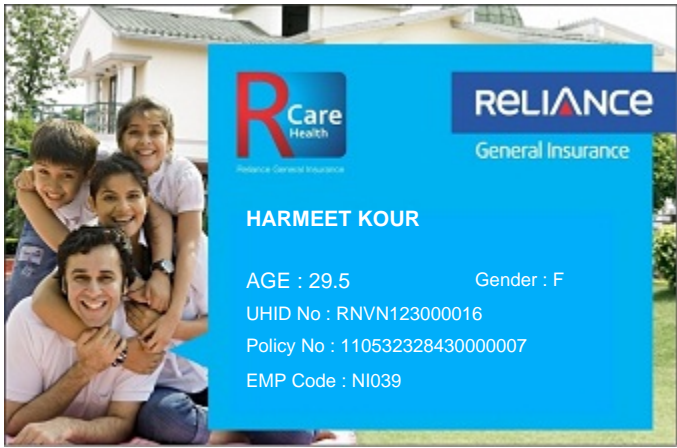 RCare
Health
Reliance General Insurance
RELIANCE
General Insurance
HARMEET KOUR
AGE : 29.5
Gender : F
UHID No : RNVN123000016
Policy No : 110532328430000007
EMP Code : NI039